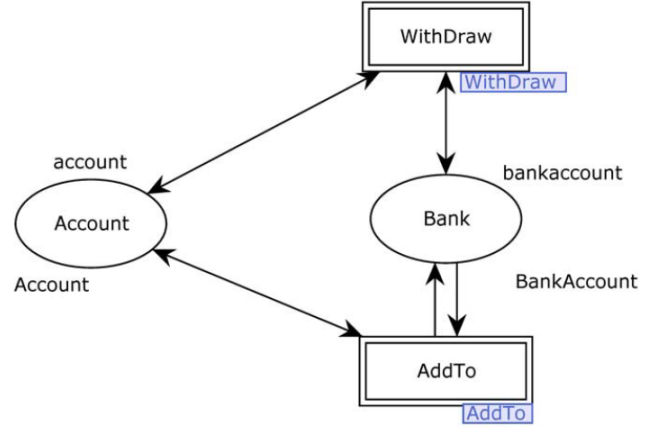 WithDraw
WithDraw
account
bankaccount
Account
Bank
Account
BankAccount
AddTo
AddTo